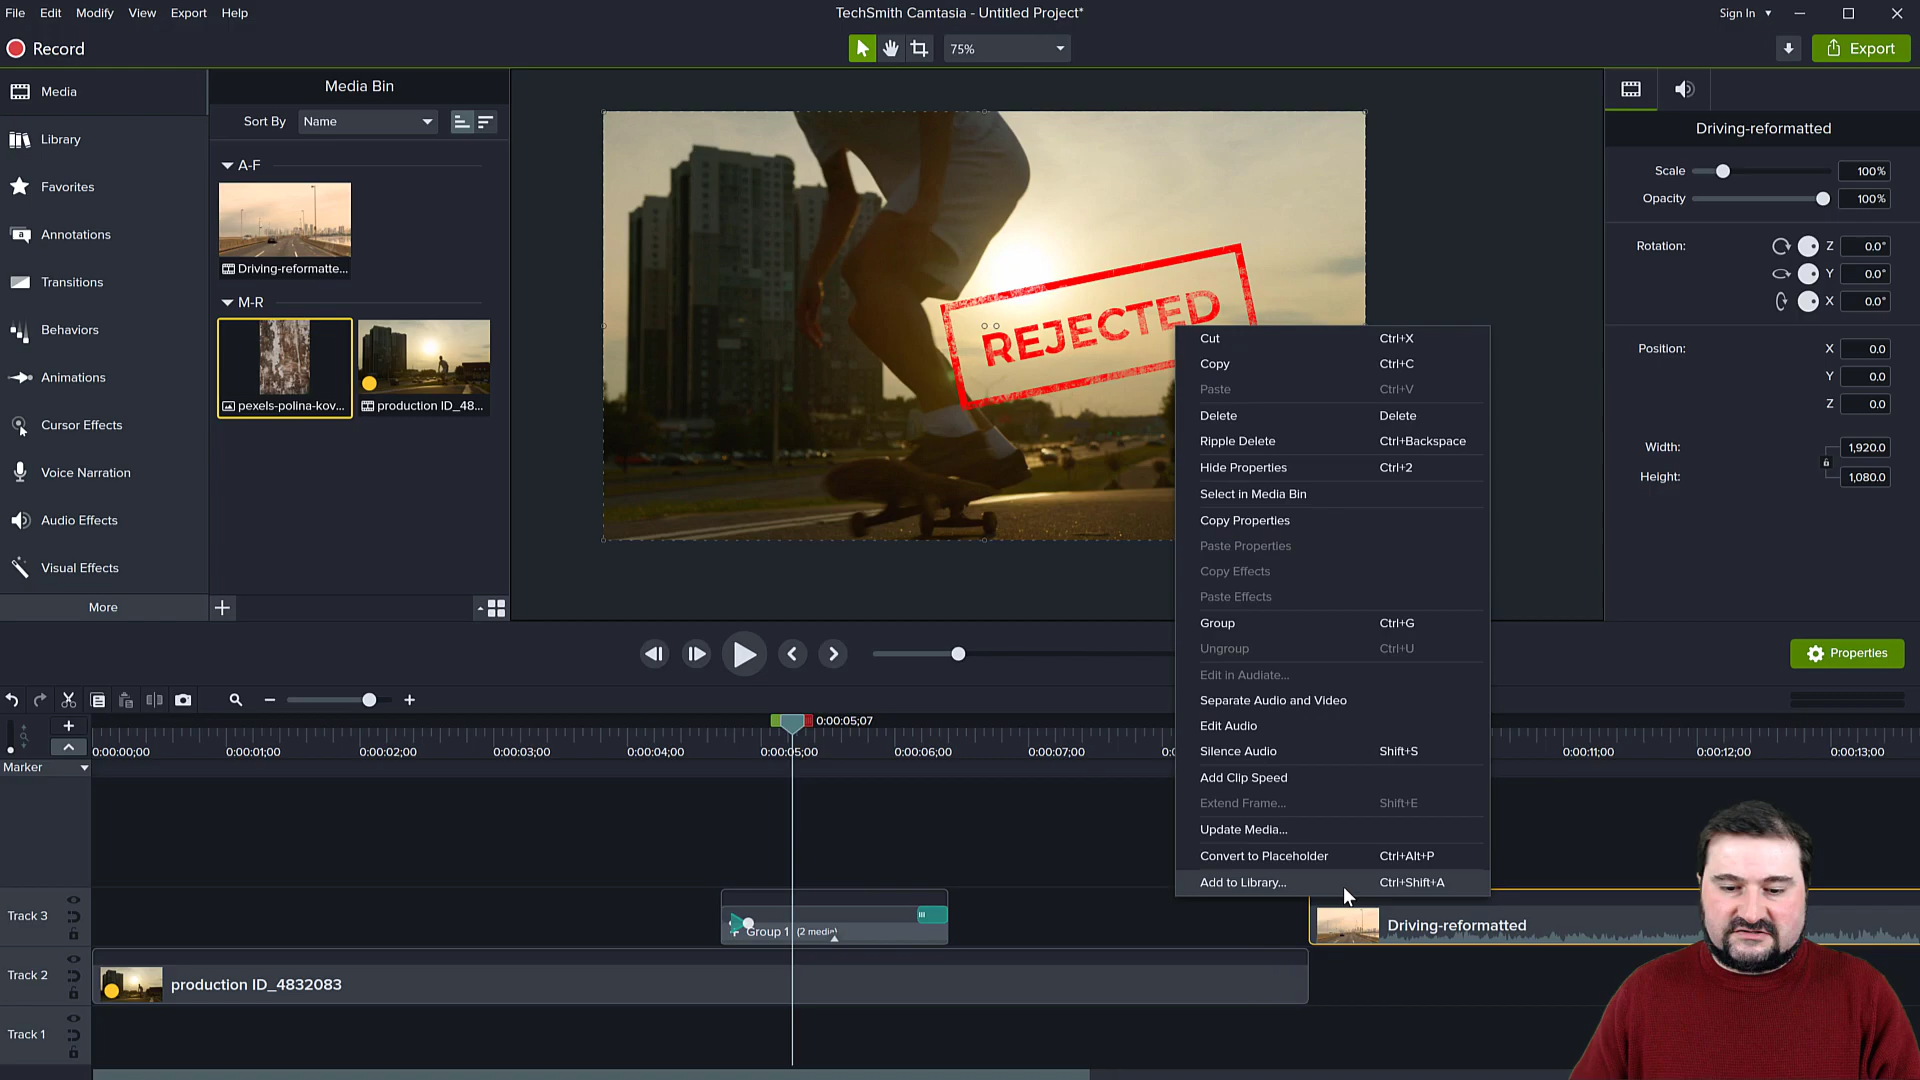 File Edit Modify View Export Help
TechSmith Camtasia - Untitled Project*
Sign In
Record
75%
Export
Media
Library
Favorites
Annotations
Transitions
Behaviors
Animations
Cursor Effects
Voice Narration
Audio Effects
Visual Effects
More
Media Bin
Sort By Name
A-F
Driving-reformatte...
M-R
pexels-polina-kov...
production ID_48...
REJECTED
Cut Ctrl+X
Copy Ctrl+C
Paste Ctrl+V
Delete Delete
Ripple Delete Ctrl+Backspace
Hide Properties Ctrl+2
Select in Media Bin
Copy Properties
Paste Properties
Copy Effects
Paste Effects
Group Ctrl+G
Ungroup Ctrl+U
Edit in Audiate...
Separate Audio and Video
Edit Audio
Silence Audio Shift+S
Add Clip Speed
Extend Frame... Shift+E
Update Media...
Convert to Placeholder Ctrl+Alt+P
Add to Library... Ctrl+Shift+A
Driving-reformatted
Scale 100%
Opacity 100%
Rotation: Z 0.0°
Y 0.0°
X 0.0°
Position: X 0.0
Y 0.0
Z 0.0
Width: 1,920.0
Height: 1,080.0
Properties
0:00:05;07
0:00:00;00 0:00:01;00 0:00:02;00 0:00:03;00 0:00:04;00 0:00:05;00 0:00:06;00 0:00:07;00 0:00:11;00 0:00:12;00 0:00:13;00
Marker
Track 3
Group 1 (2 media)
Driving-reformatted
Track 2
production ID_4832083
Track 1